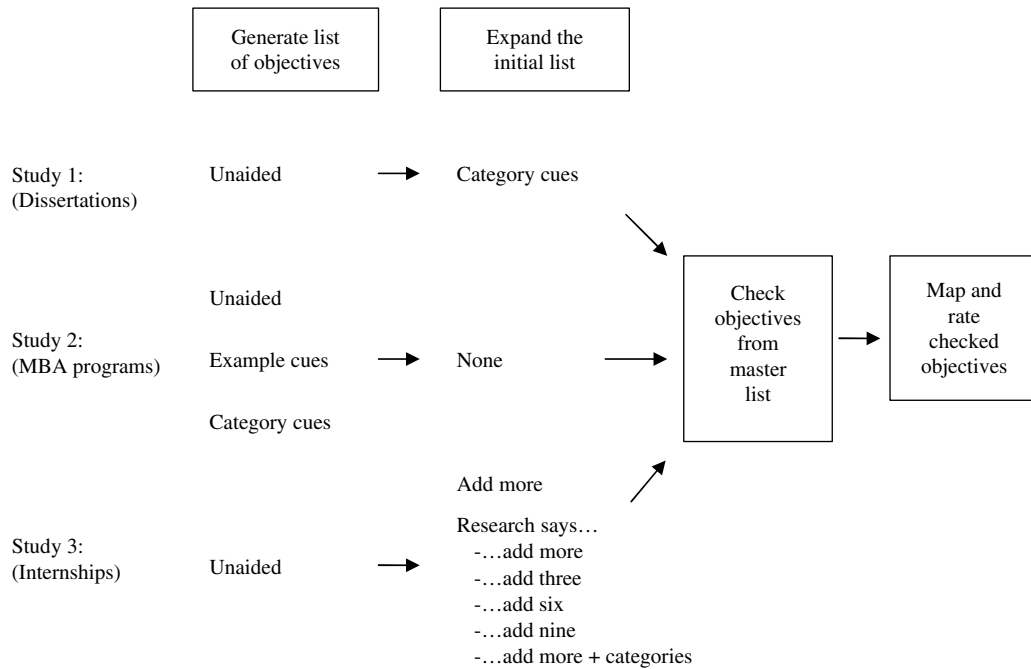 Generate list
of objectives
Expand the
initial list
Study 1:
(Dissertations)
Unaided
Category cues
Study 2:
(MBA programs)
Unaided
Example cues
Category cues
None
Study 3:
(Internships)
Unaided
Add more
Research says…
-…add more
-…add three
-…add six
-…add nine
-…add more + categories
Check
objectives
from
master
list
Map and
rate
checked
objectives